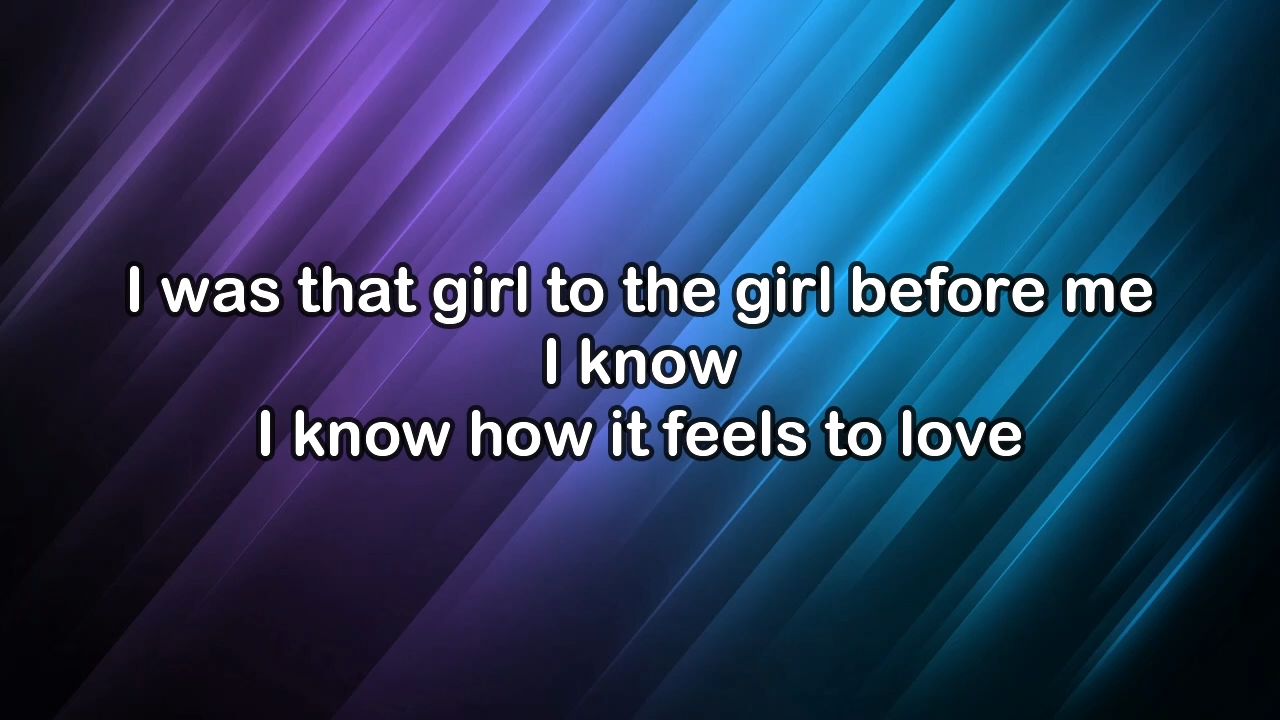 I was that girl to the girl before me
I know
I know how it feels to love